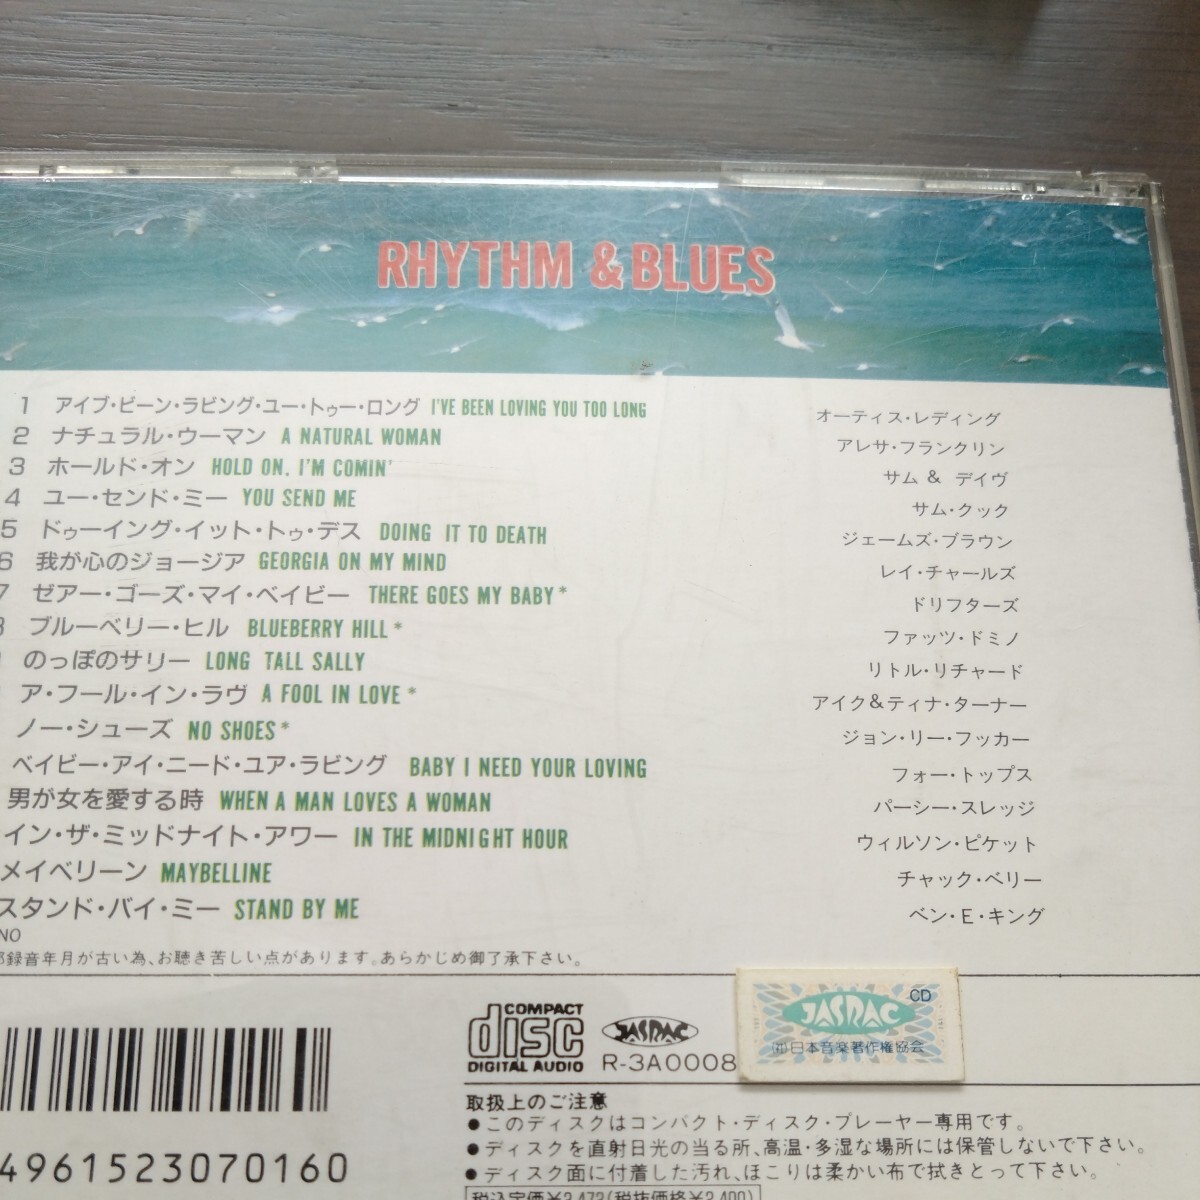 RHYTHM & BLUES
1 アイブ・ビーン・ラビング・ユー・トゥー・ロング I'VE BEEN LOVING YOU TOO LONG オーティス・レディング
2 ナチュラル・ウーマン A NATURAL WOMAN アレサ・フランクリン
3 ホールド・オン HOLD ON. I'M COMIN' サム & デイヴ
4 ユー・センド・ミー YOU SEND ME サム・クック
5 ドゥーイング・イット・トゥ・デス DOING IT TO DEATH ジェームズ・ブラウン
6 我が心のジョージア GEORGIA ON MY MIND レイ・チャールズ
7 ゼアー・ゴーズ・マイ・ベイビー THERE GOES MY BABY* ドリフターズ
8 ブルーベリー・ヒル BLUEBERRY HILL* ファッツ・ドミノ
のっぽのサリー LONG TALL SALLY リトル・リチャード
ア・フール・イン・ラヴ A FOOL IN LOVE* アイク&ティナ・ターナー
ノー・シューズ NO SHOES* ジョン・リー・フッカー
ベイビー・アイ・ニード・ユア・ラビング BABY I NEED YOUR LOVING フォー・トップス
男が女を愛する時 WHEN A MAN LOVES A WOMAN パーシー・スレッジ
イン・ザ・ミッドナイト・アワー IN THE MIDNIGHT HOUR ウィルソン・ピケット
メイベリーン MAYBELLINE チャック・ベリー
スタンド・バイ・ミー STAND BY ME ベン・E・キング
NO
部録音年月が古い為、お聴き苦しい点があります。あらかじめ御了承下さい。
COMPACT disc DIGITAL AUDIO
JASRAC
R-3A0008
JASRAC CD
(社)日本音楽著作権協会
4961523070160
取扱上のご注意
●このディスクはコンパクト・ディスク・プレーヤー専用です。
●ディスクを直射日光の当る所、高温・多湿な場所には保管しないで下さい。
●ディスク面に付着した汚れ、ほこりは柔かい布で拭きとって下さい。
税込定価¥2,472(税抜価格¥2,400)